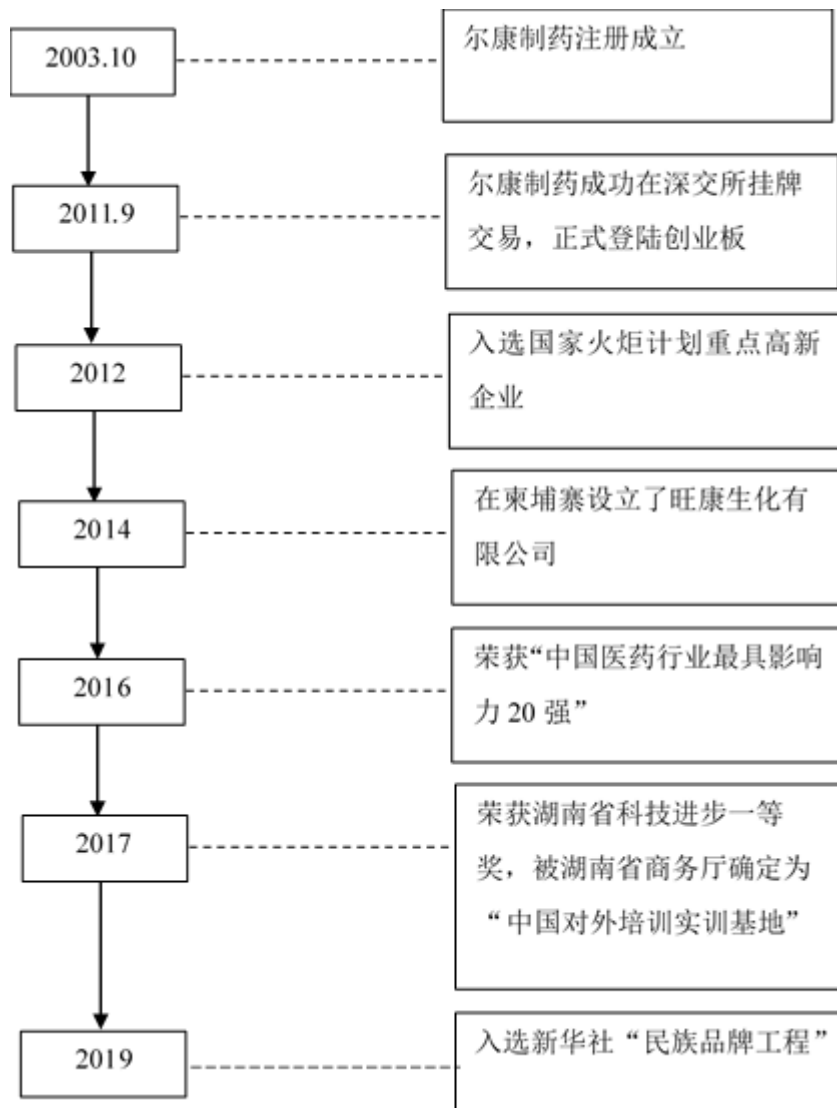 2003.10
尔康制药注册成立
2011.9
尔康制药成功在深交所挂牌
交易，正式登陆创业板
2012
入选国家火炬计划重点高新
企业
2014
在柬埔寨设立了旺康生化有
限公司
2016
荣获“中国医药行业最具影响
力 20 强”
2017
荣获湖南省科技进步一等
奖，被湖南省商务厅确定为
“中国对外培训实训基地”
2019
入选新华社“民族品牌工程”